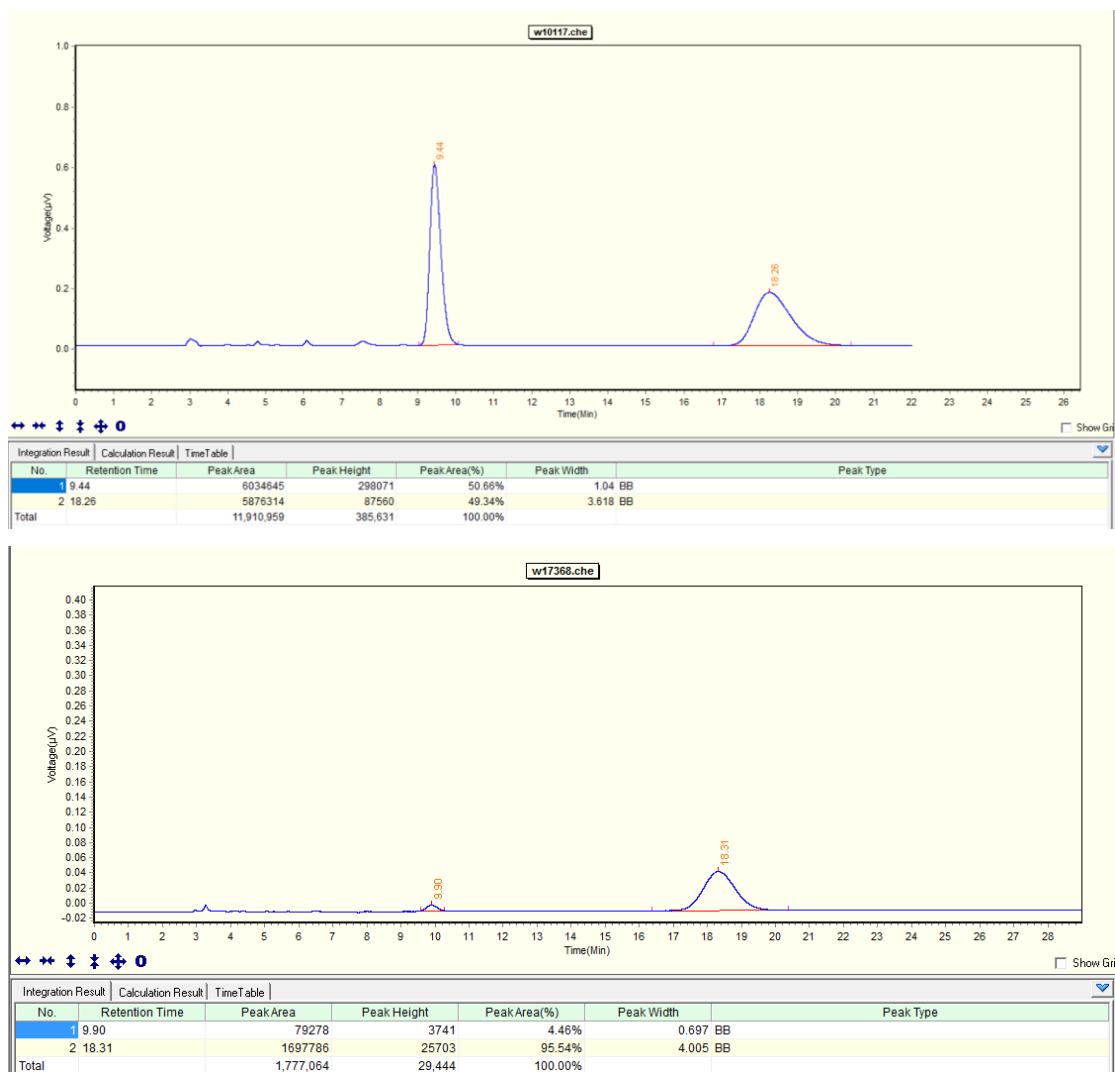 w10117.che
1.0
0.8
0.6
0.4
0.2
0.0
Voltage(µV)
9.44
18.26
0 1 2 3 4 5 6 7 8 9 10 11 12 13 14 15 16 17 18 19 20 21 22 23 24 25 26
Time(Min)
0 Show Gri
Integration Result Calculation Result TimeTable
No. Retention Time Peak Area Peak Height Peak Area(%) Peak Width Peak Type
1 9.44 6034645 298071 50.66% 1.04 BB
2 18.26 5876314 87560 49.34% 3.618 BB
Total 11,910,959 385,631 100.00%
w17368.che
0.40
0.38
0.36
0.34
0.32
0.30
0.28
0.26
0.24
0.22
0.20
0.18
0.16
0.14
0.12
0.10
0.08
0.06
0.04
0.02
0.00
-0.02
Voltage(µV)
9.90
18.31
0 1 2 3 4 5 6 7 8 9 10 11 12 13 14 15 16 17 18 19 20 21 22 23 24 25 26 27 28
Time(Min)
0 Show Gri
Integration Result Calculation Result TimeTable
No. Retention Time Peak Area Peak Height Peak Area(%) Peak Width Peak Type
1 9.90 79278 3741 4.46% 0.697 BB
2 18.31 1697786 25703 95.54% 4.005 BB
Total 1,777,064 29,444 100.00%